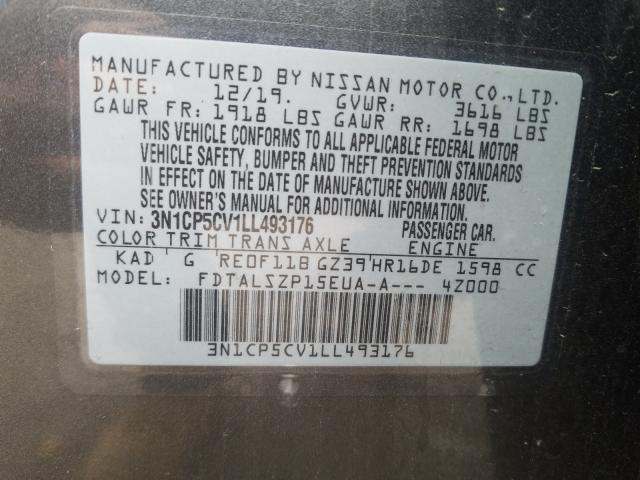 MANUFACTURED BY NISSAN MOTOR CO., LTD.
DATE: 12/19. GVWR: 3616 LBS
GAWR FR: 1918 LBS GAWR RR: 1698 LBS
THIS VEHICLE CONFORMS TO ALL APPLICABLE FEDERAL MOTOR
VEHICLE SAFETY, BUMPER AND THEFT PREVENTION STANDARDS
IN EFFECT ON THE DATE OF MANUFACTURE SHOWN ABOVE.
SEE OWNER'S MANUAL FOR ADDITIONAL INFORMATION.
VIN: 3N1CP5CV1LL493176 PASSENGER CAR.
COLOR TRIM TRANS AXLE ENGINE
KAD G RE0F11B GZ39 HR16DE 1598 CC
MODEL: FDTALSZP15EUA-A--- 4Z000
3N1CP5CV1LL493176